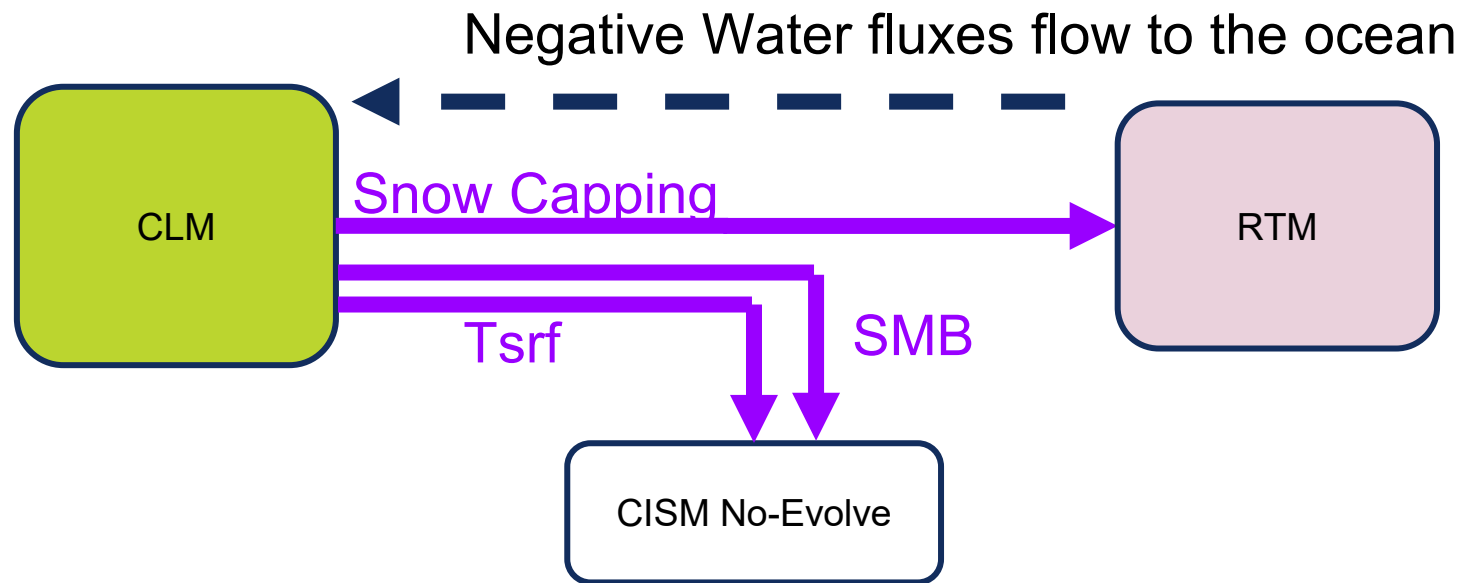 Negative Water fluxes flow to the ocean
CLM
Snow Capping
RTM
Tsrf
SMB
CISM No-Evolve